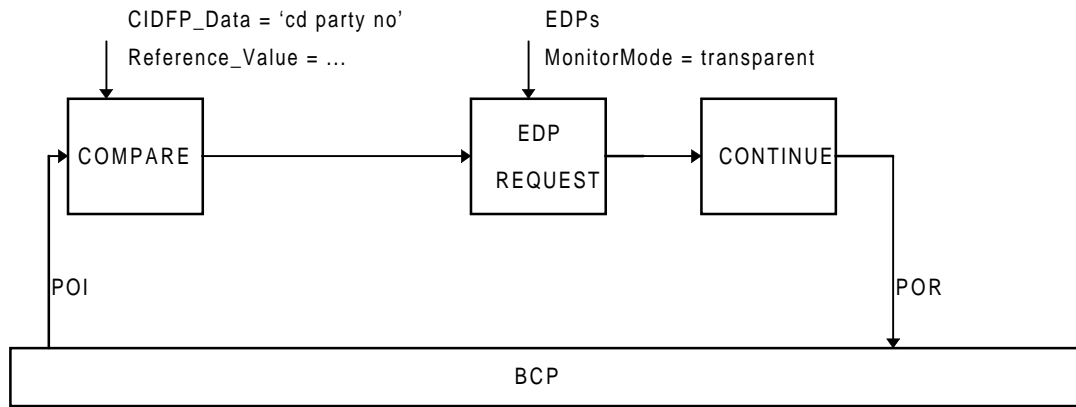 CIDFP_Data = ‘cd party no’
Reference_Value = ...
EDPs
MonitorMode = transparent
COMPARE
EDP
REQUEST
CONTINUE
POI
POR
BCP